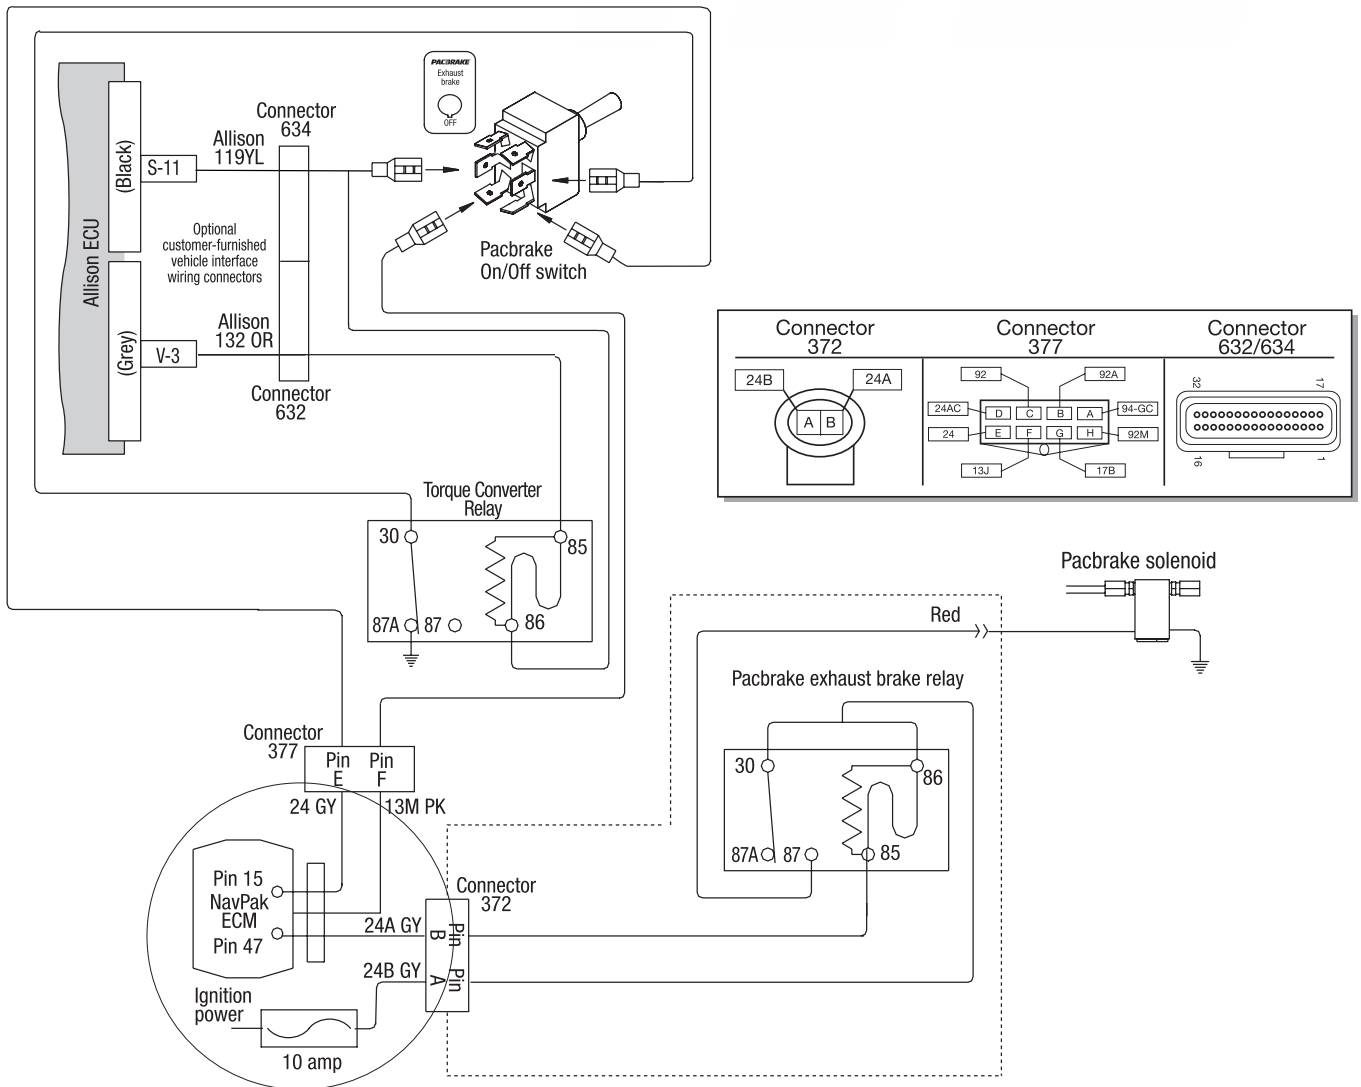 PACBRAKE
Exhaust
brake
OFF
Connector
634
Allison
119YL
(Black)
S-11
Optional
customer-furnished
vehicle interface
wiring connectors
Pacbrake
On/Off switch
Allison ECU
(Grey)
V-3
Allison
132 OR
Connector
632
Connector
372
24B
24A
A
B
Connector
377
92
92A
24AC
D
C
B
A
94-GC
24
E
F
G
H
92M
13J
17B
Connector
632/634
32
17
16
1
Torque Converter
Relay
30
85
87A
87
86
Pacbrake solenoid
Red
Pacbrake exhaust brake relay
30
86
87A
87
85
Connector
377
Pin
E
Pin
F
24 GY
13M PK
Pin 15
NavPak
ECM
Pin 47
Connector
372
24A GY
Pin
B
24B GY
Pin
A
Ignition
power
10 amp